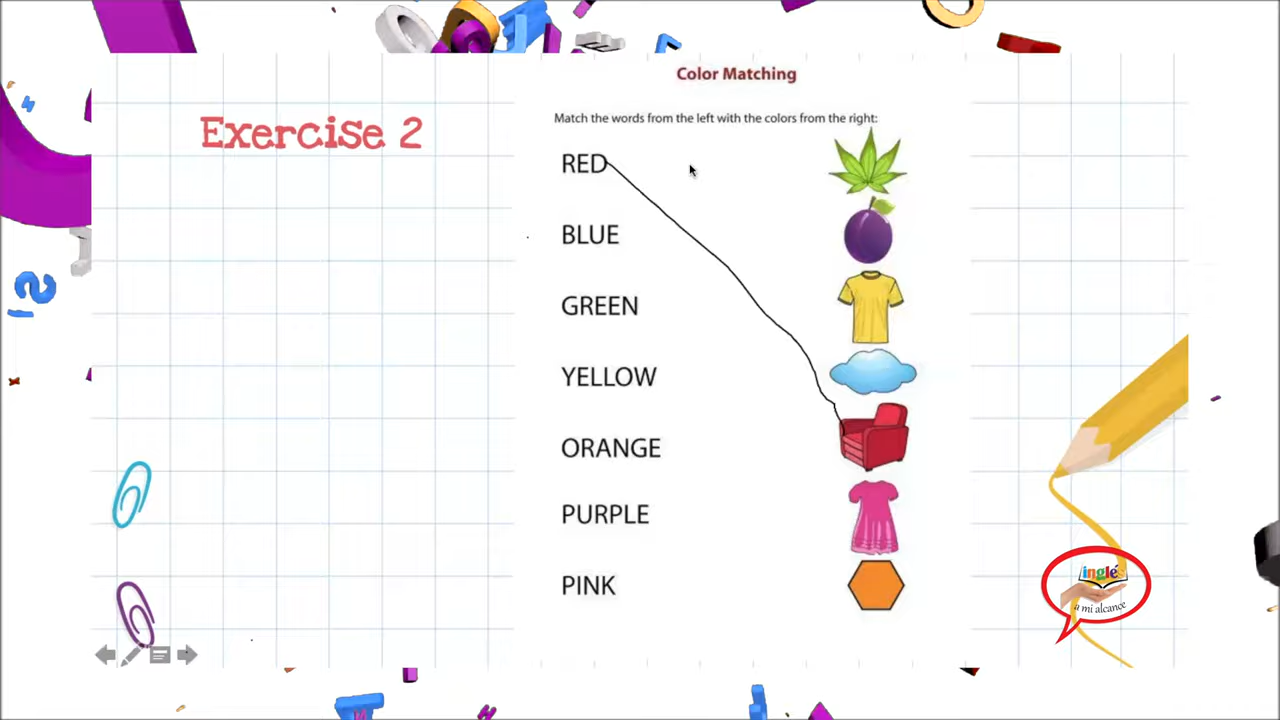 Color Matching
Exercise 2
Match the words from the left with the colors from the right:
RED
BLUE
GREEN
YELLOW
ORANGE
PURPLE
PINK
inglés
a mi alcance